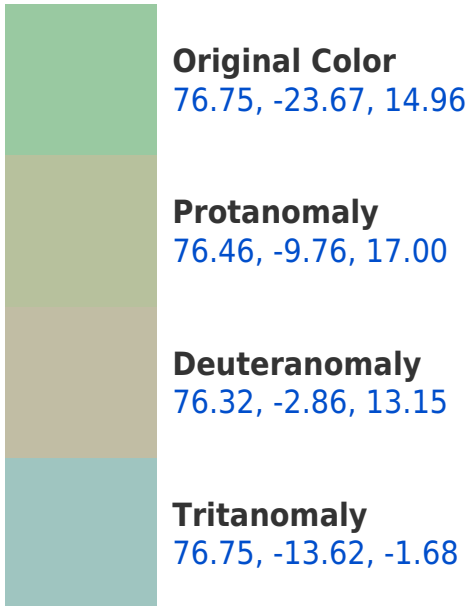 Original Color
76.75, -23.67, 14.96
Protanomaly
76.46, -9.76, 17.00
Deuteranomaly
76.32, -2.86, 13.15
Tritanomaly
76.75, -13.62, -1.68